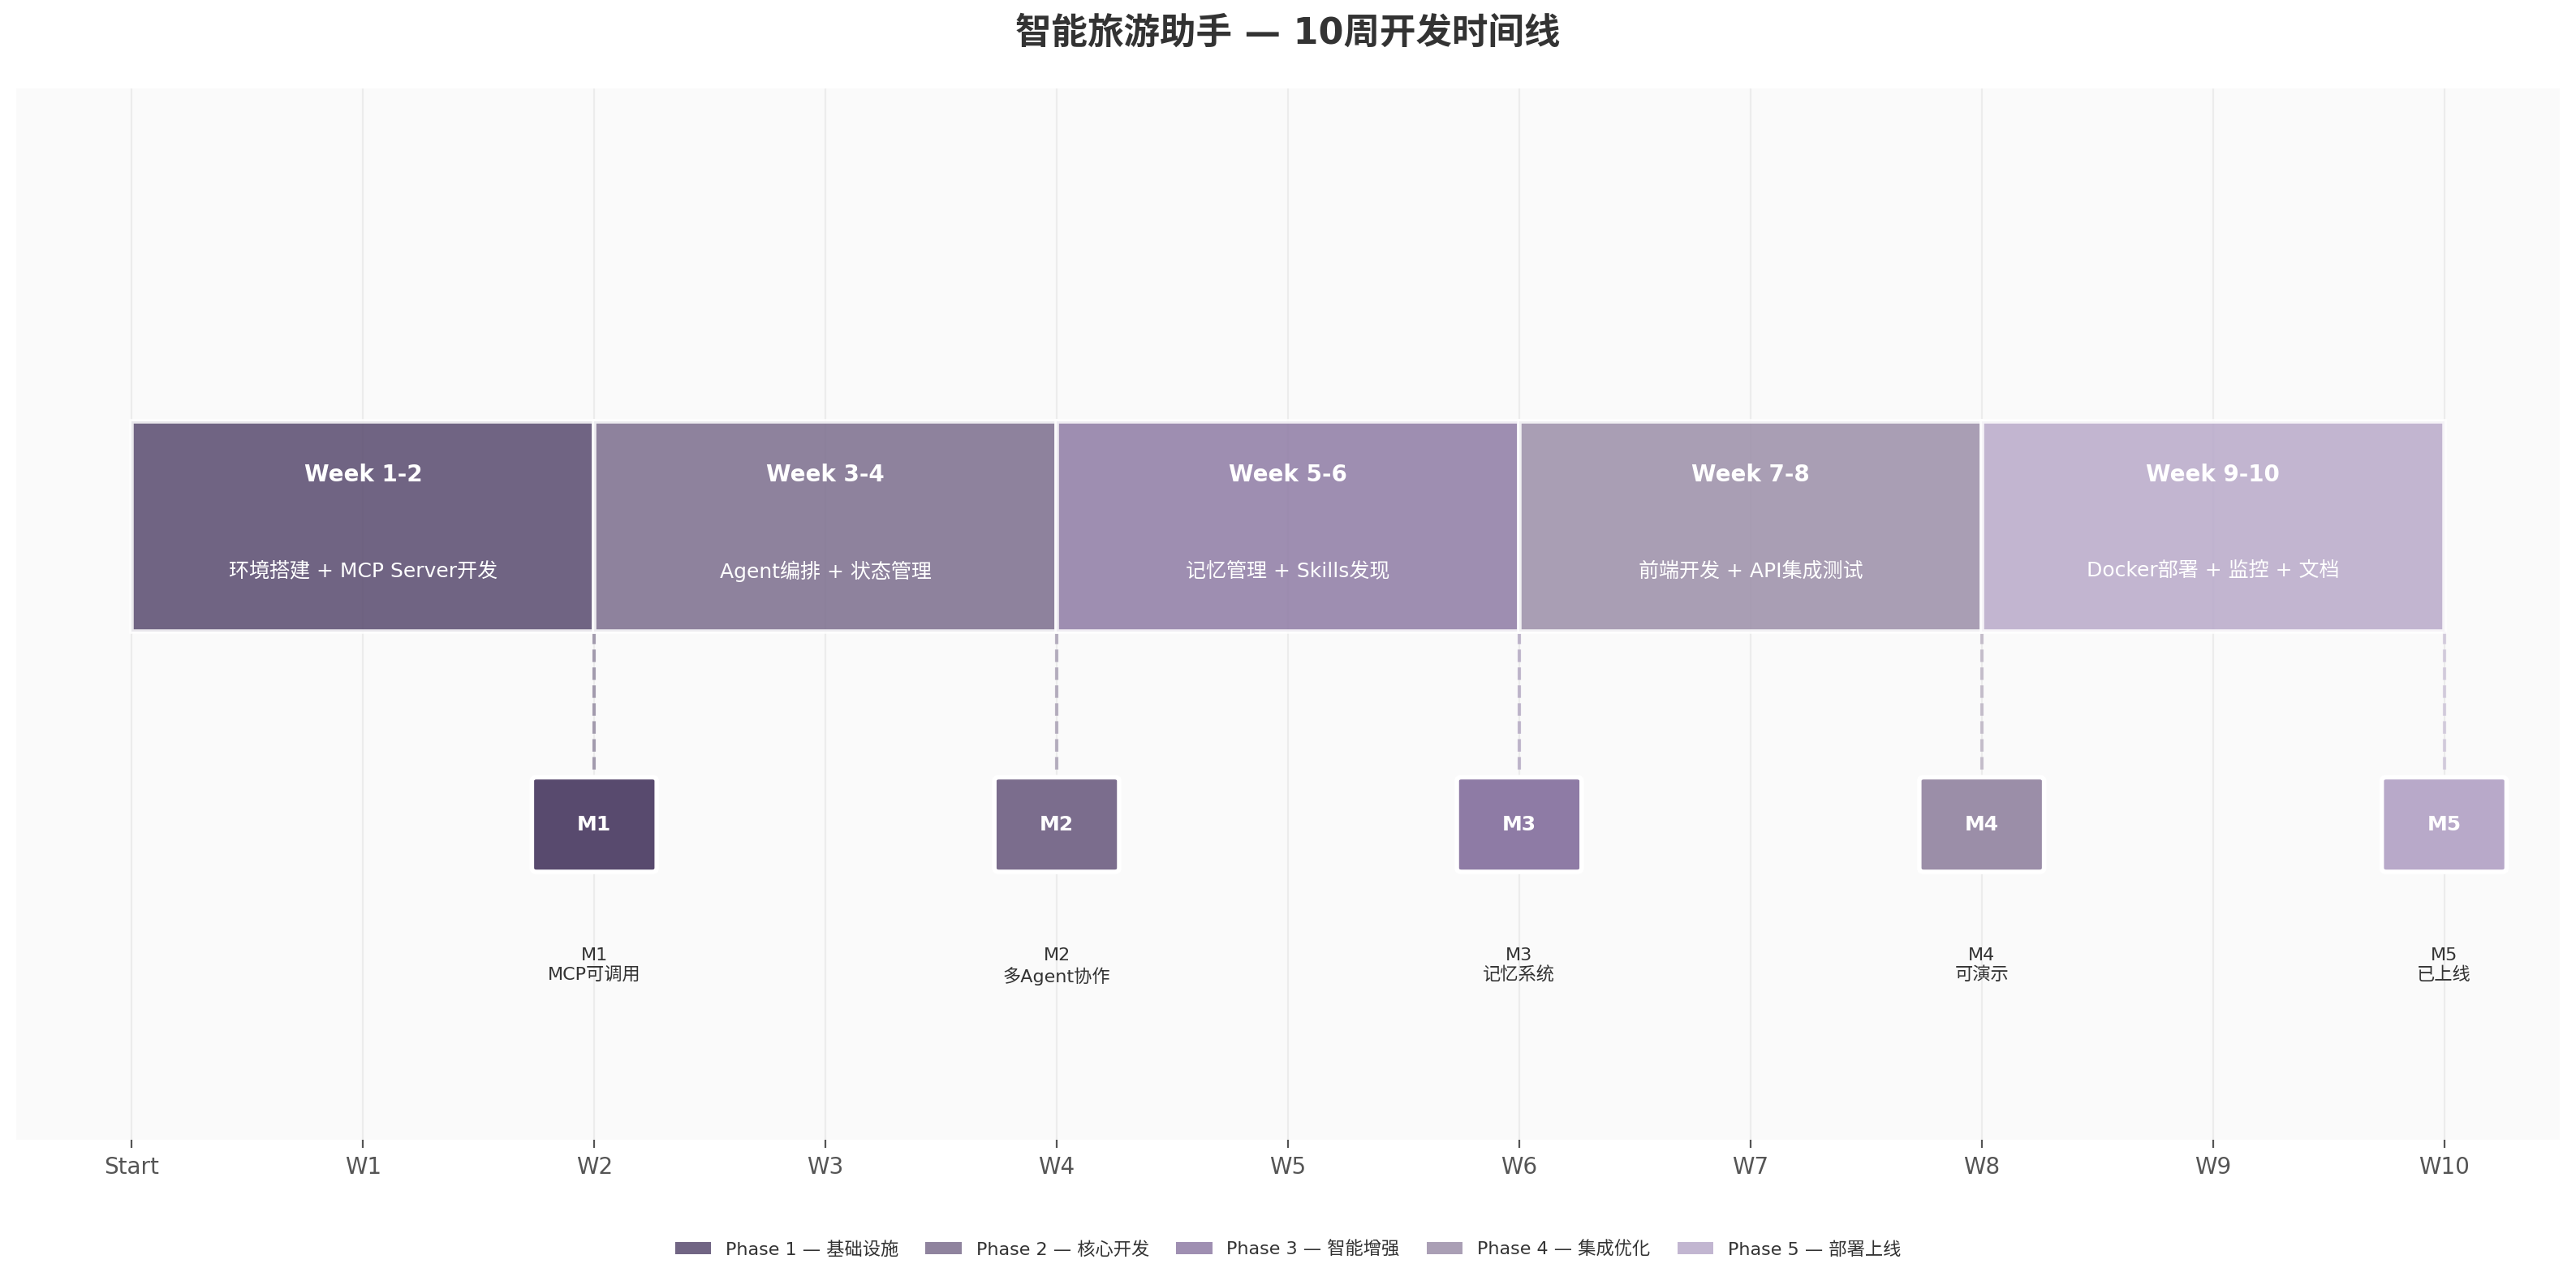 智能旅游助手 — 10周开发时间线
Week 1-2
Week 3-4
Week 5-6
Week 7-8
Week 9-10
环境搭建 + MCP Server开发
Agent编排 + 状态管理
记忆管理 + Skills发现
前端开发 + API集成测试
Docker部署 + 监控 + 文档
M1
M2
M3
M4
M5
M1
MCP可调用
M2
多Agent协作
M3
记忆系统
M4
可演示
M5
已上线
Start
W1
W2
W3
W4
W5
W6
W7
W8
W9
W10
Phase 1 — 基础设施
Phase 2 — 核心开发
Phase 3 — 智能增强
Phase 4 — 集成优化
Phase 5 — 部署上线